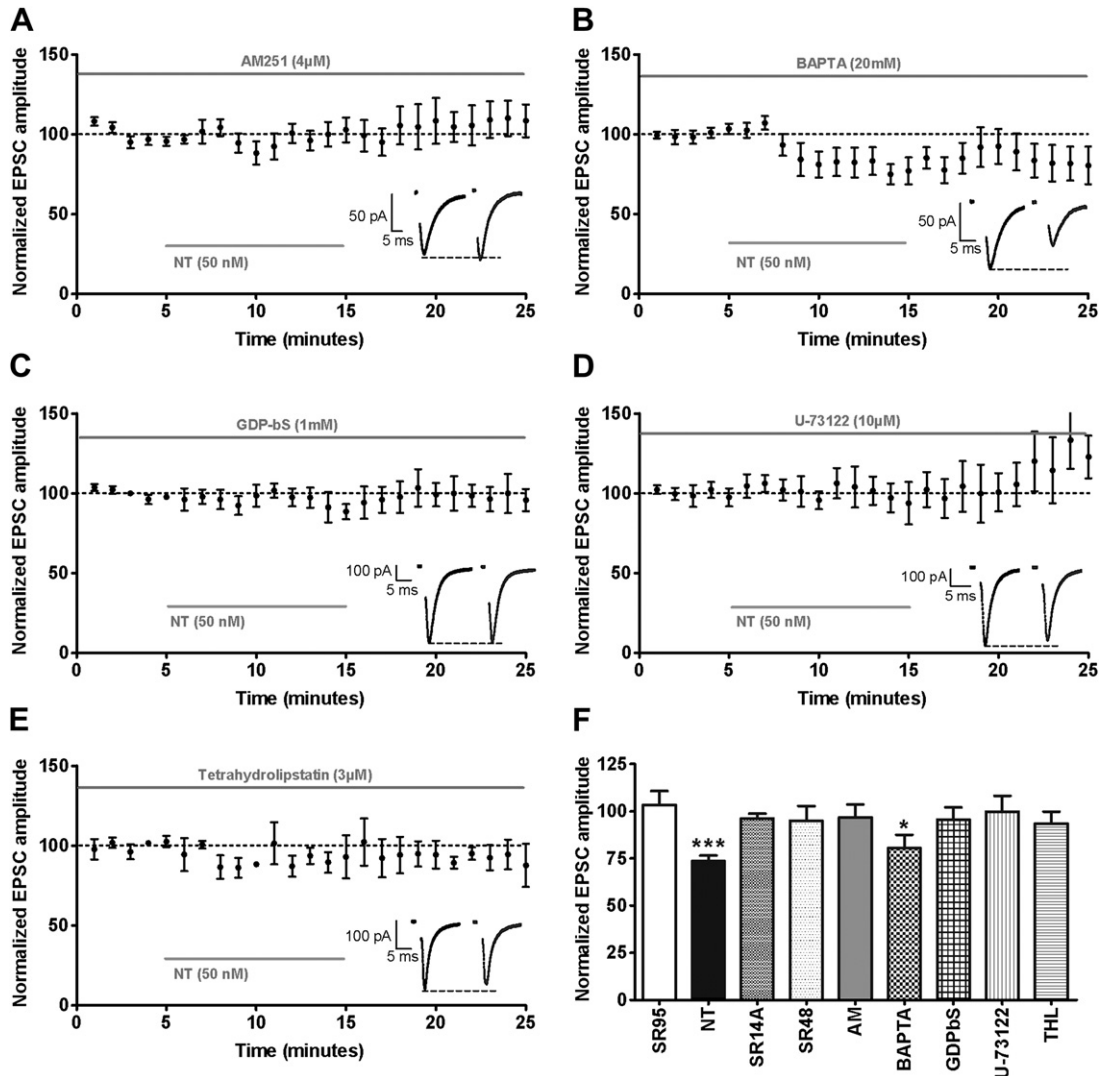 A
Normalized EPSC amplitude
150
100
50
0
AM251 (4µM)
NT (50 nM)
50 pA
5 ms
0 5 10 15 20 25
Time (minutes)
B
Normalized EPSC amplitude
150
100
50
0
BAPTA (20mM)
NT (50 nM)
50 pA
5 ms
0 5 10 15 20 25
Time (minutes)
C
Normalized EPSC amplitude
150
100
50
0
GDP-bS (1mM)
NT (50 nM)
100 pA
5 ms
0 5 10 15 20 25
Time (minutes)
D
Normalized EPSC amplitude
150
100
50
0
U-73122 (10µM)
NT (50 nM)
100 pA
5 ms
0 5 10 15 20 25
Time (minutes)
E
Normalized EPSC amplitude
150
100
50
0
Tetrahydrolipstatin (3µM)
NT (50 nM)
100 pA
5 ms
0 5 10 15 20 25
Time (minutes)
F
Normalized EPSC amplitude
125
100
75
50
25
0
***
*
SR95
NT
SR14A
SR48
AM
BAPTA
GDPbS
U-73122
THL